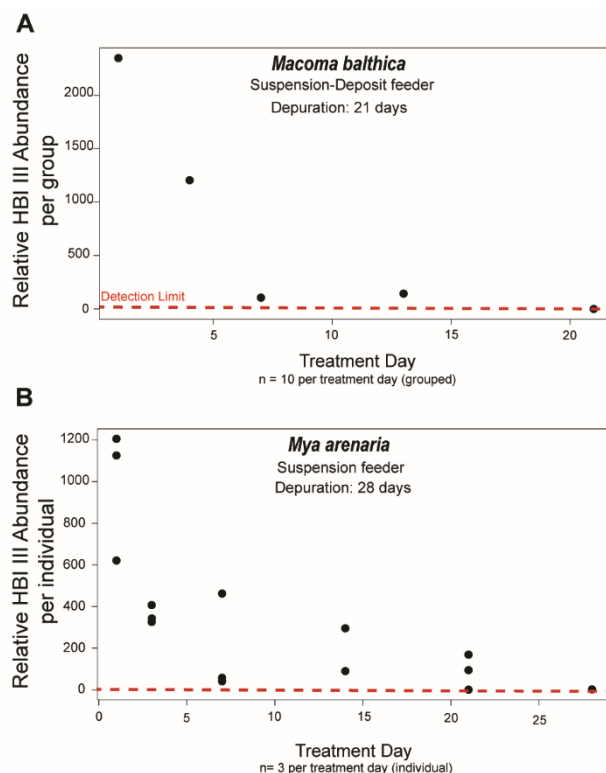 A
Macoma balthica
Suspension-Deposit feeder
Depuration: 21 days
Relative HBI III Abundance
per group
2000
1500
1000
500
0
Detection Limit
5
10
15
20
Treatment Day
n = 10 per treatment day (grouped)
B
Mya arenaria
Suspension feeder
Depuration: 28 days
Relative HBI III Abundance
per individual
1200
1000
800
600
400
200
0
0
5
10
15
20
25
Treatment Day
n= 3 per treatment day (individual)